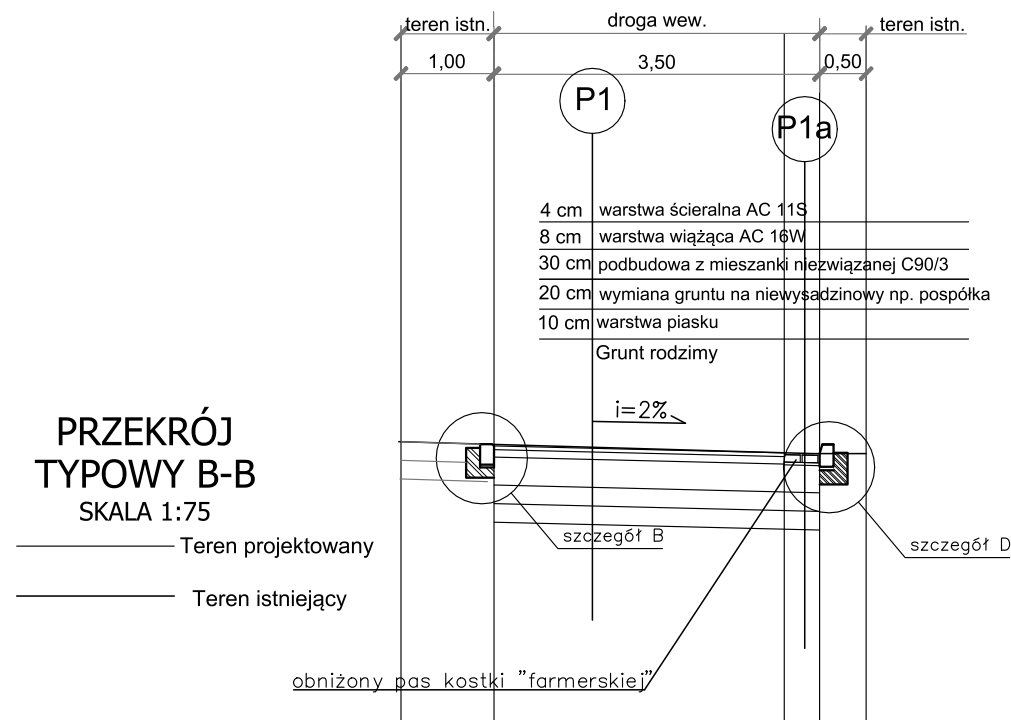 teren istn.
droga wew.
teren istn.
1,00
3,50
0,50
P1
P1a
4 cm warstwa ścieralna AC 11S
8 cm warstwa wiążąca AC 16W
30 cm podbudowa z mieszanki niezwiązanej C90/3
20 cm wymiana gruntu na niewysadzinowy np. pospółka
10 cm warstwa piasku
Grunt rodzimy
i=2%
PRZEKRÓJ
TYPOWY B-B
SKALA 1:75
Teren projektowany
Teren istniejący
szczegół B
szczegół D
obniżony pas kostki ”farmerskiej”